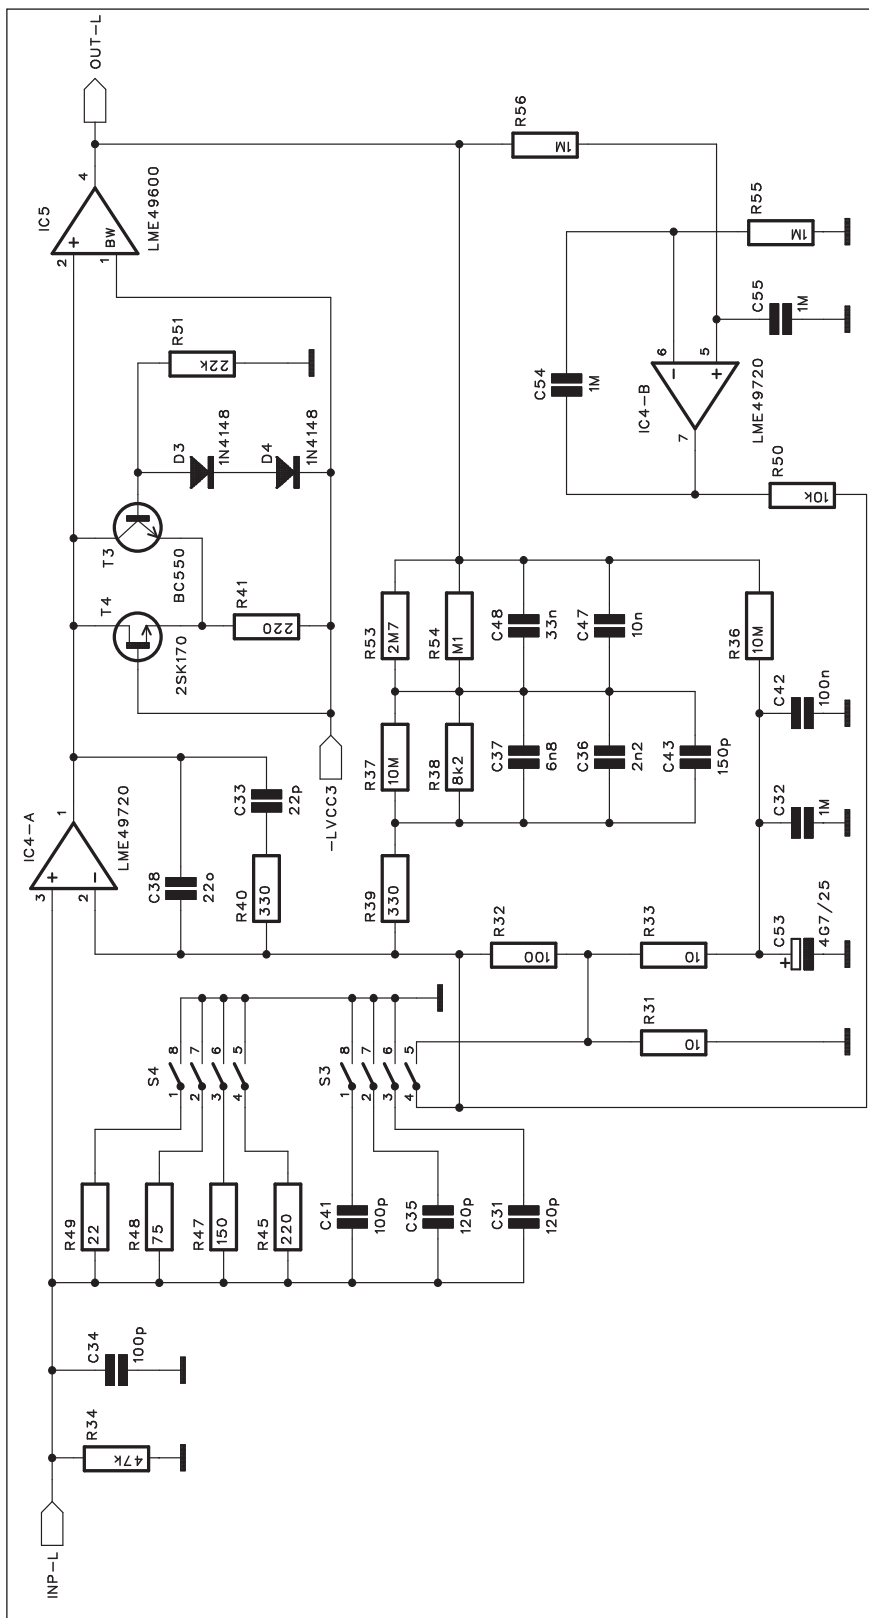 INP-L
R34
47k
C34
100p
R49
22
R48
75
R47
150
R45
220
C41
100p
C35
120p
C31
120p
S4
1
8
2
7
3
6
4
5
S3
1
8
2
7
3
6
4
5
IC4-A
3
+
2
-
1
LME49720
C38
22o
C33
22p
R40
330
R39
330
R32
100
R33
10
R31
10
+
C53
4G7/25
C32
1M
C42
100n
R36
10M
R37
10M
R38
8k2
C37
6n8
C36
2n2
C43
150p
R53
2M7
R54
M1
C48
33n
C47
10n
-LVCC3
T4
2SK170
T3
BC550
R41
220
D3
1N4148
D4
1N4148
R51
22k
IC5
2
+
1
BW
4
LME49600
OUT-L
R56
1M
R55
1M
C55
1M
C54
1M
IC4-B
6
-
5
+
7
LME49720
R50
10k